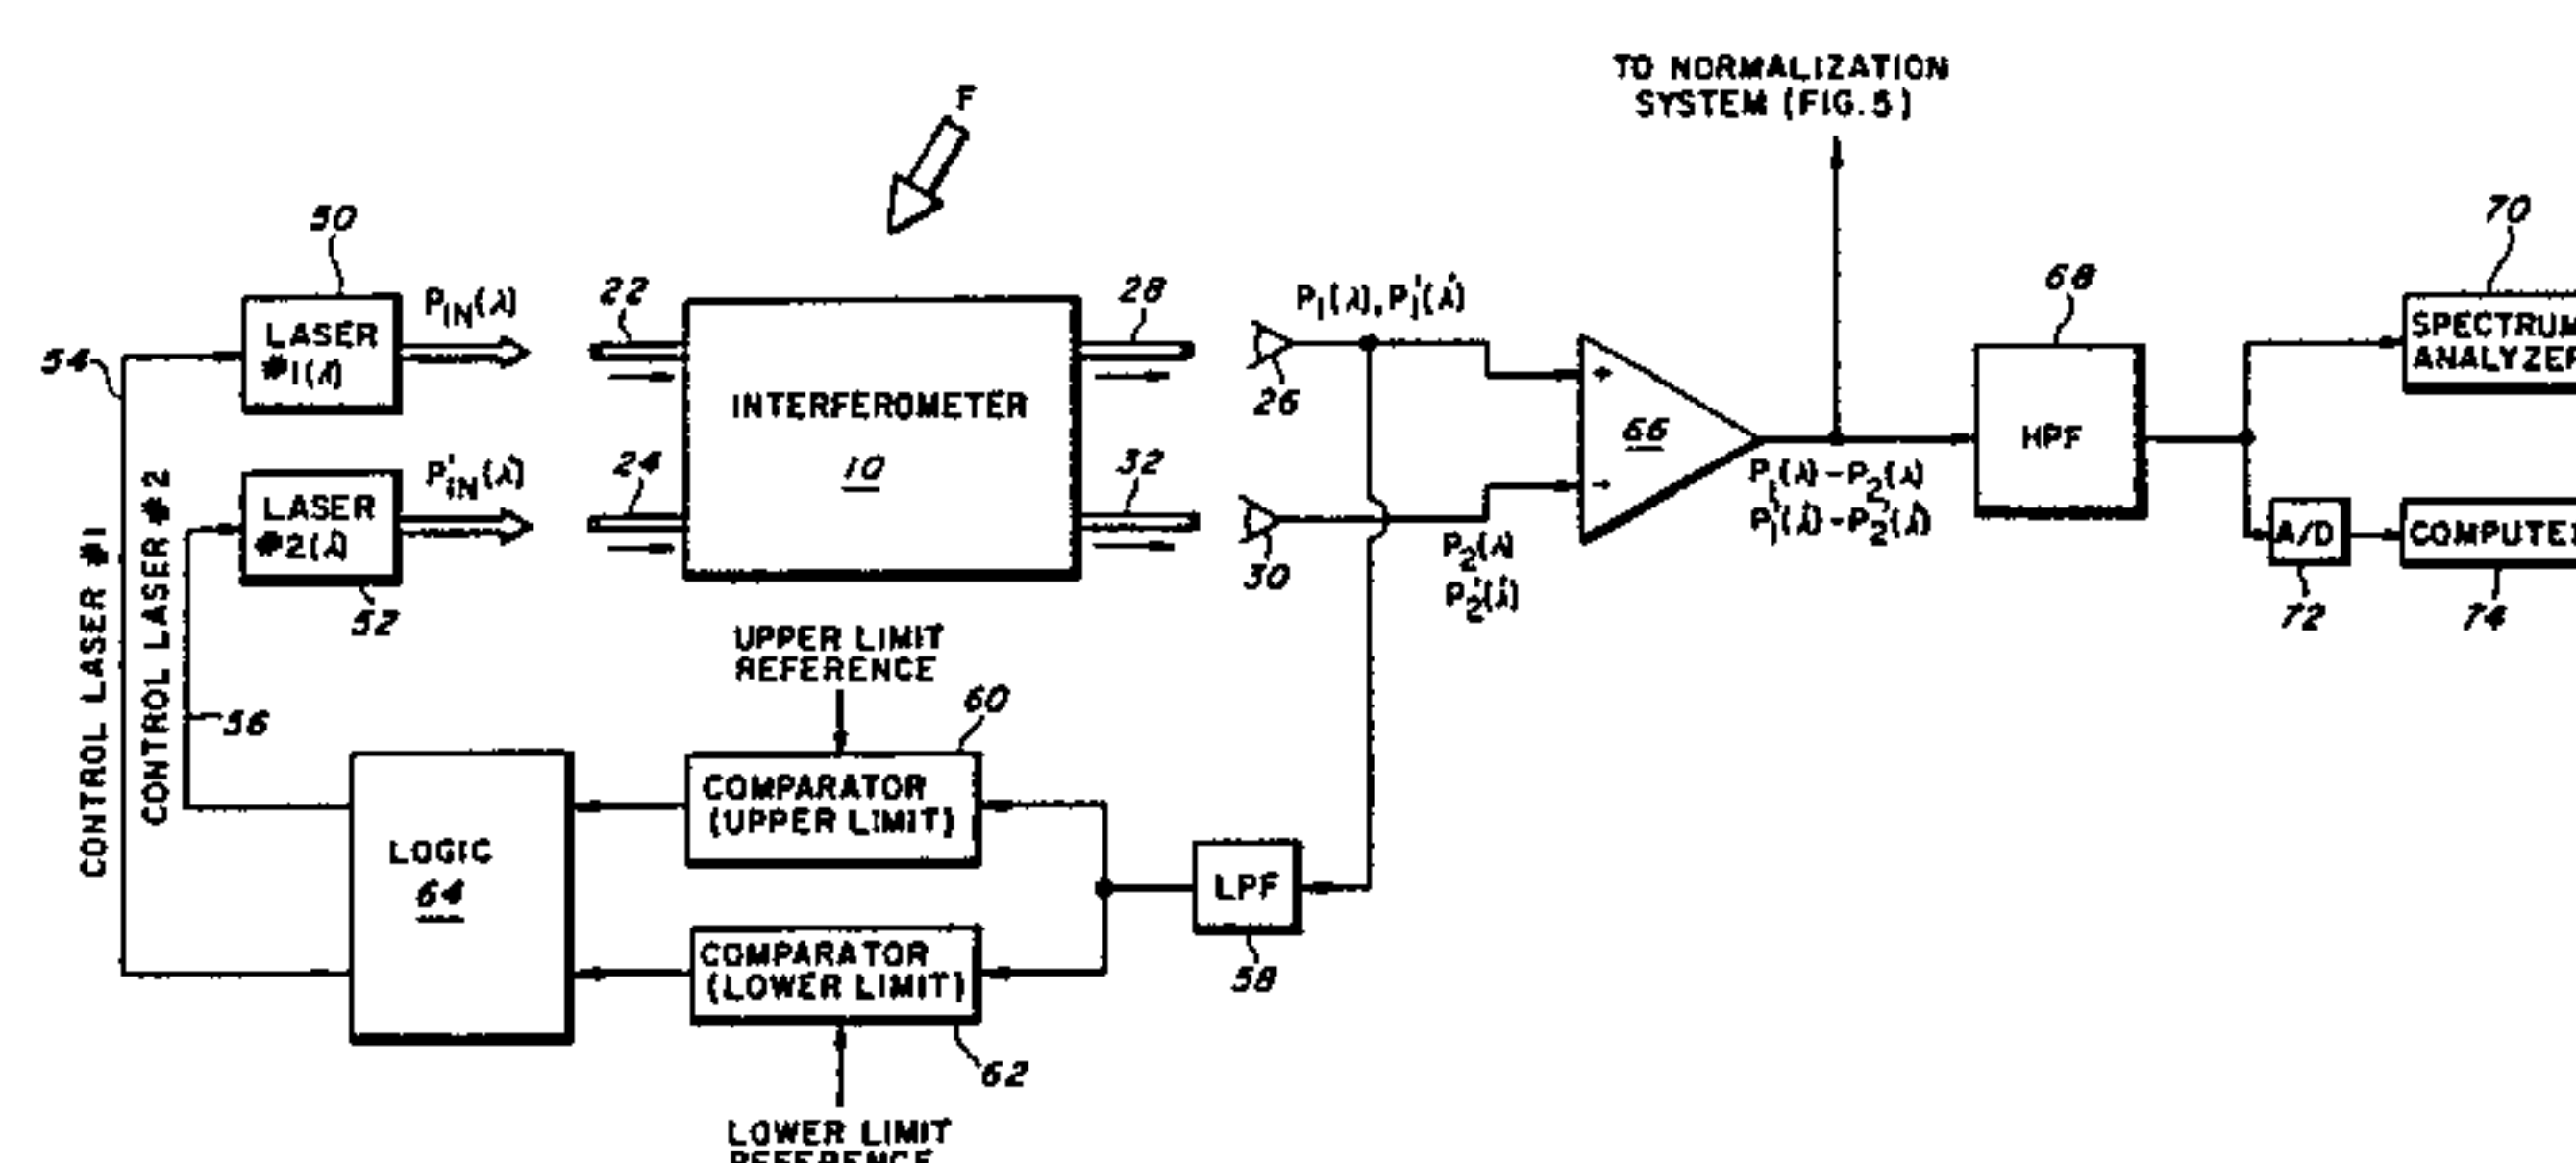 TO NORMALIZATION
SYSTEM (FIG. 5)
F
50
LASER
#1(λ)
P_IN(λ)
22
28
INTERFEROMETER
10
P₁(λ), P₁'(λ')
26
66
+
-
68
HPF
70
SPECTRUM
ANALYZER
54
LASER
#2(λ')
P'_IN(λ')
52
24
32
30
P₂(λ)
P₂'(λ')
P₁(λ) - P₂(λ)
P₁'(λ') - P₂'(λ')
A/D
72
74
CONTROL LASER #1
CONTROL LASER #2
56
UPPER LIMIT
REFERENCE
60
COMPARATOR
(UPPER LIMIT)
LOGIC
64
LPF
58
COMPARATOR
(LOWER LIMIT)
62
LOWER LIMIT
REFERENCE